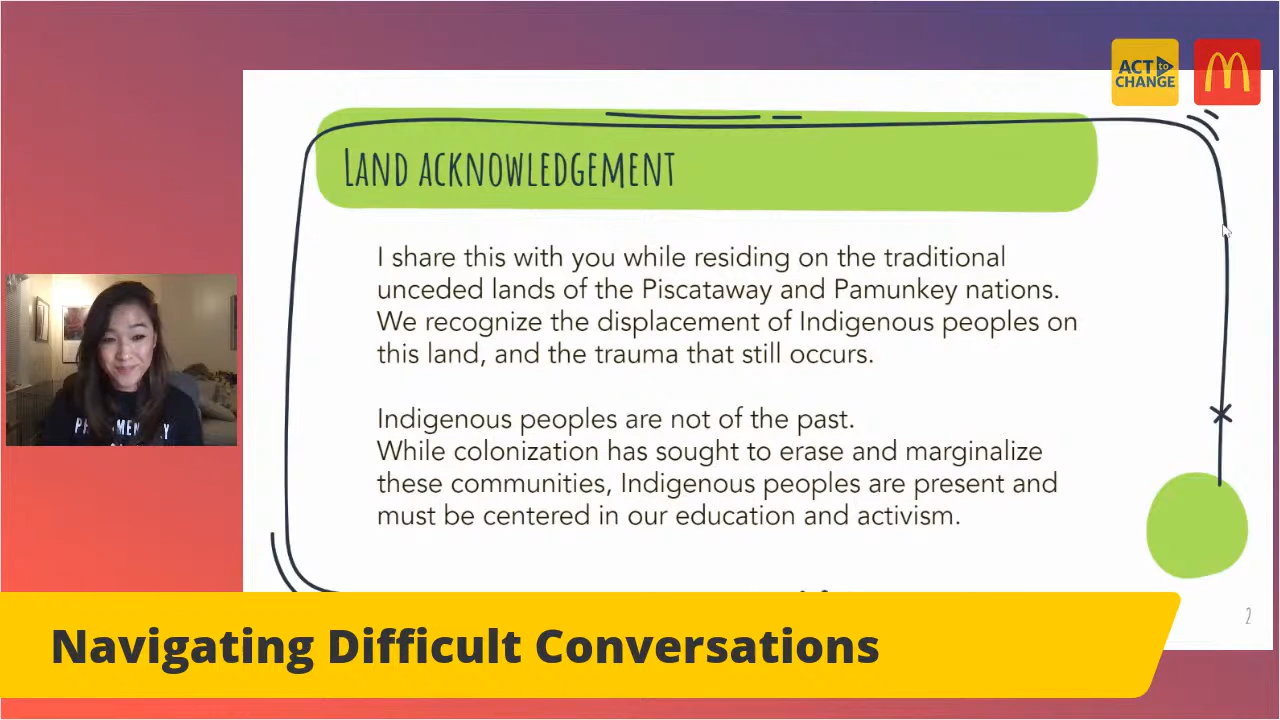 ACT to
CHANGE
LAND ACKNOWLEDGEMENT
I share this with you while residing on the traditional
unceded lands of the Piscataway and Pamunkey nations.
We recognize the displacement of Indigenous peoples on
this land, and the trauma that still occurs.
Indigenous peoples are not of the past.
While colonization has sought to erase and marginalize
these communities, Indigenous peoples are present and
must be centered in our education and activism.
2
Navigating Difficult Conversations